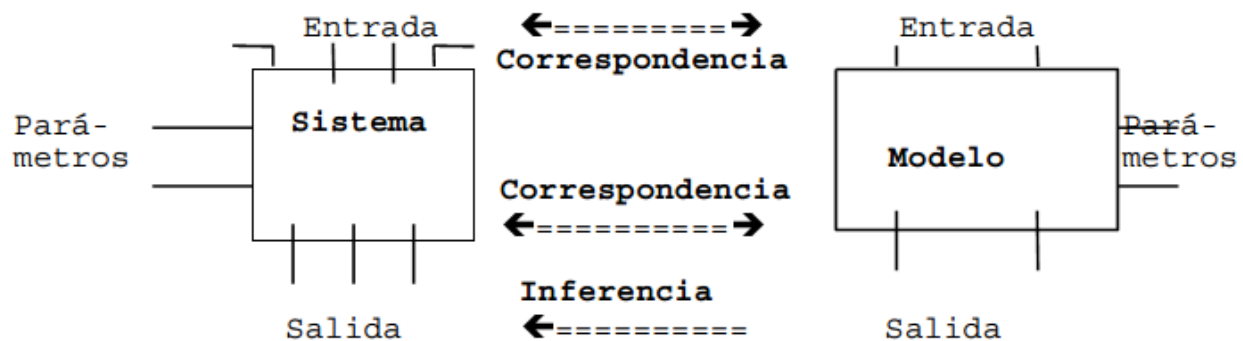 Entrada
←=========→
Entrada
Correspondencia
Sistema
Pará-
metros
Pará-
metros
Modelo
Correspondencia
←==========→
Inferencia
←==========
Salida
Salida